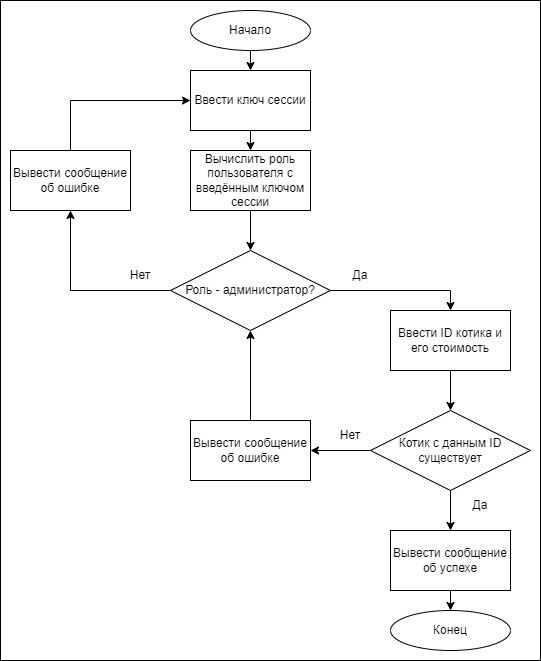 Начало
Ввести ключ сессии
Вывести сообщение
об ошибке
Вычислить роль
пользователя с
введённым ключом
сессии
Нет
Да
Роль - администратор?
Ввести ID котика и
его стоимость
Вывести сообщение
об ошибке
Нет
Котик с данным ID
существует
Да
Вывести сообщение
об успехе
Конец